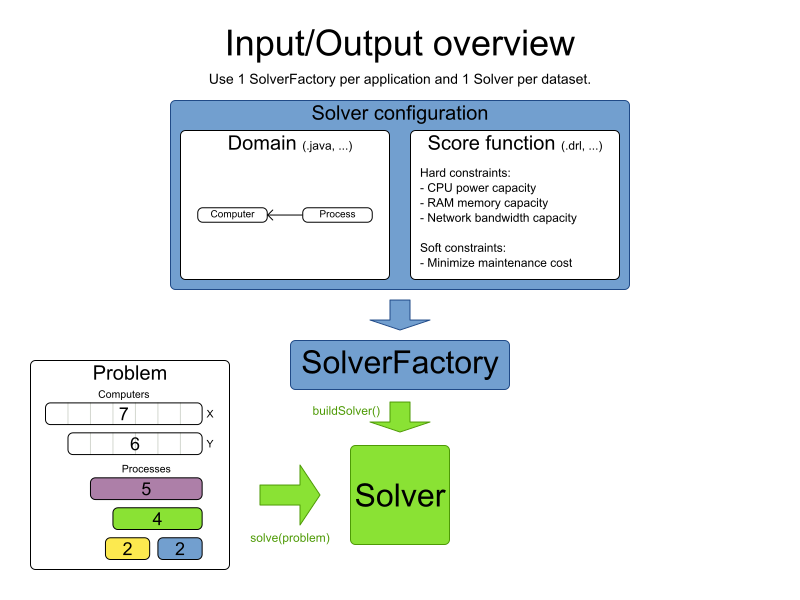 Input/Output overview
Use 1 SolverFactory per application and 1 Solver per dataset.
Solver configuration
Domain (.java, ...)
Computer
Process
Score function (.drl, ...)
Hard constraints:
- CPU power capacity
- RAM memory capacity
- Network bandwidth capacity
Soft constraints:
- Minimize maintenance cost
SolverFactory
buildSolver()
Problem
Computers
7 X
6 Y
Processes
5
4
2 2
solve(problem)
Solver